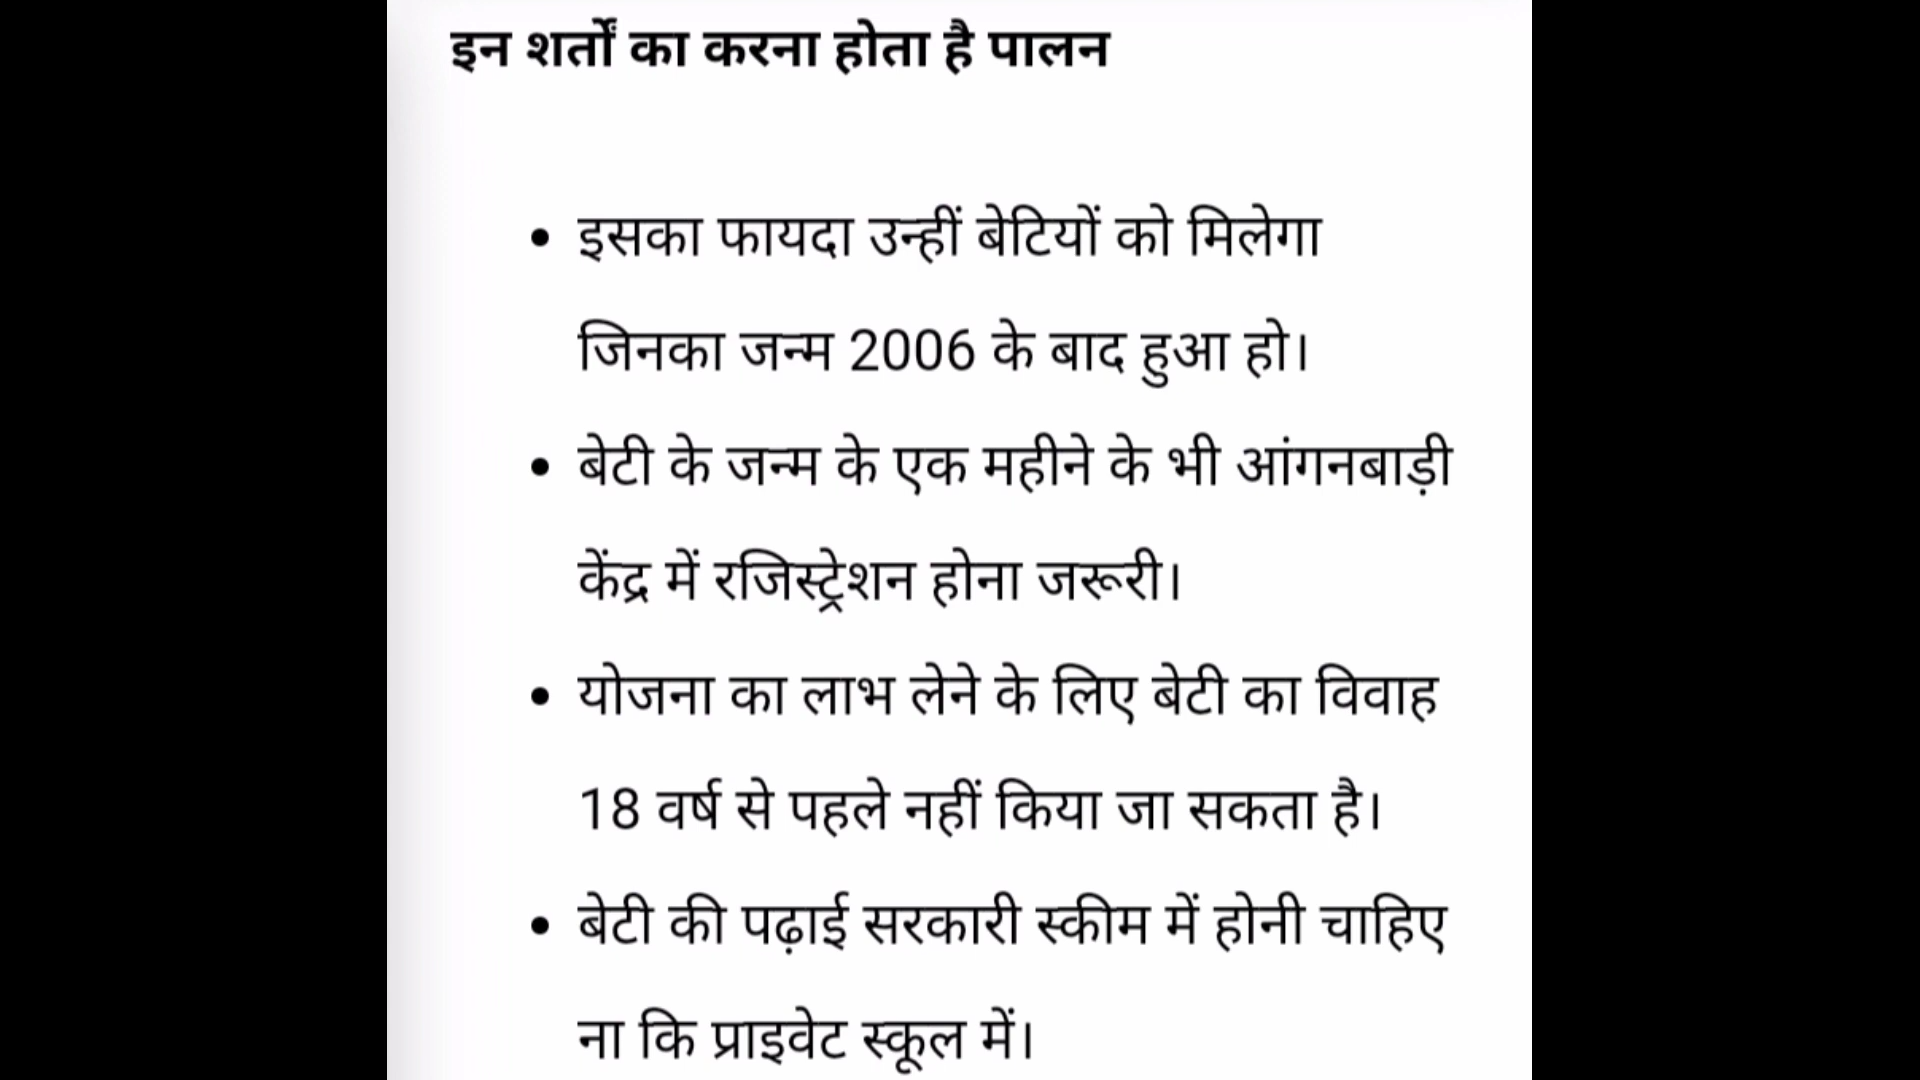 इन शर्तों का करना होता है पालन
इसका फायदा उन्हीं बेटियों को मिलेगा
जिनका जन्म 2006 के बाद हुआ हो।
बेटी के जन्म के एक महीने के भी आंगनबाड़ी
केंद्र में रजिस्ट्रेशन होना जरूरी।
योजना का लाभ लेने के लिए बेटी का विवाह
18 वर्ष से पहले नहीं किया जा सकता है।
बेटी की पढ़ाई सरकारी स्कीम में होनी चाहिए
ना कि प्राइवेट स्कूल में।